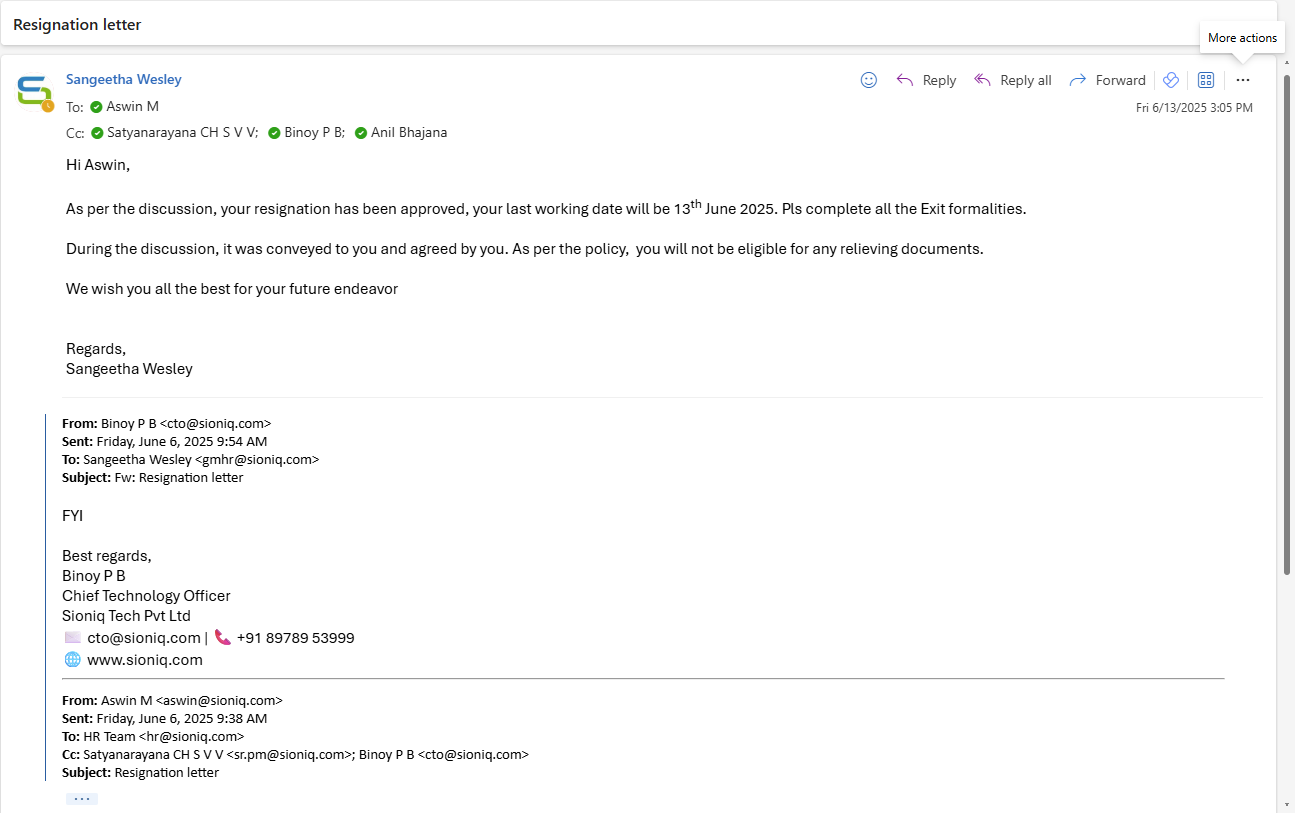 Resignation letter
More actions
Sangeetha Wesley
Reply
Reply all
Forward
To: Aswin M
Fri 6/13/2025 3:05 PM
Cc: Satyanarayana CH S V V; Binoy P B; Anil Bhajana
Hi Aswin,
As per the discussion, your resignation has been approved, your last working date will be 13th June 2025. Pls complete all the Exit formalities.
During the discussion, it was conveyed to you and agreed by you. As per the policy,  you will not be eligible for any relieving documents.
We wish you all the best for your future endeavor
Regards,
Sangeetha Wesley
From: Binoy P B <cto@sioniq.com>
Sent: Friday, June 6, 2025 9:54 AM
To: Sangeetha Wesley <gmhr@sioniq.com>
Subject: Fw: Resignation letter
FYI
Best regards,
Binoy P B
Chief Technology Officer
Sioniq Tech Pvt Ltd
cto@sioniq.com | +91 89789 53999
www.sioniq.com
From: Aswin M <aswin@sioniq.com>
Sent: Friday, June 6, 2025 9:38 AM
To: HR Team <hr@sioniq.com>
Cc: Satyanarayana CH S V V <sr.pm@sioniq.com>; Binoy P B <cto@sioniq.com>
Subject: Resignation letter